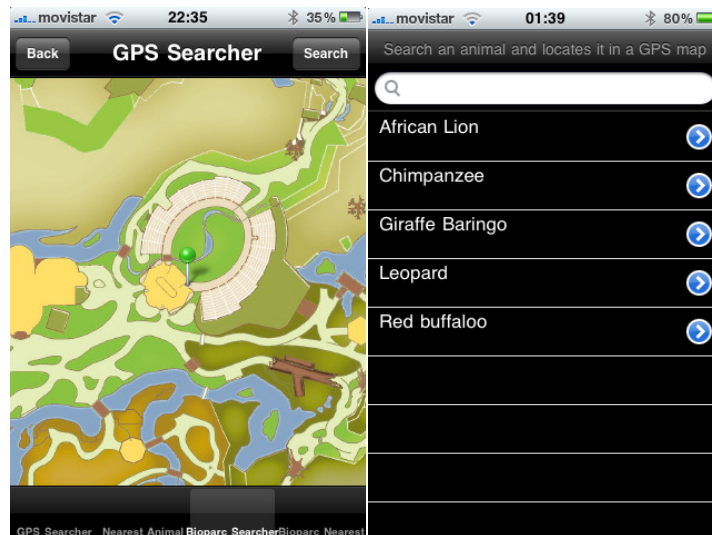 movistar 22:35 35%
Back GPS Searcher Search
GPS Searcher Nearest Animal Bioparc Searcher Bioparc Nearest
movistar 01:39 80%
Search an animal and locates it in a GPS map
African Lion
Chimpanzee
Giraffe Baringo
Leopard
Red buffaloo